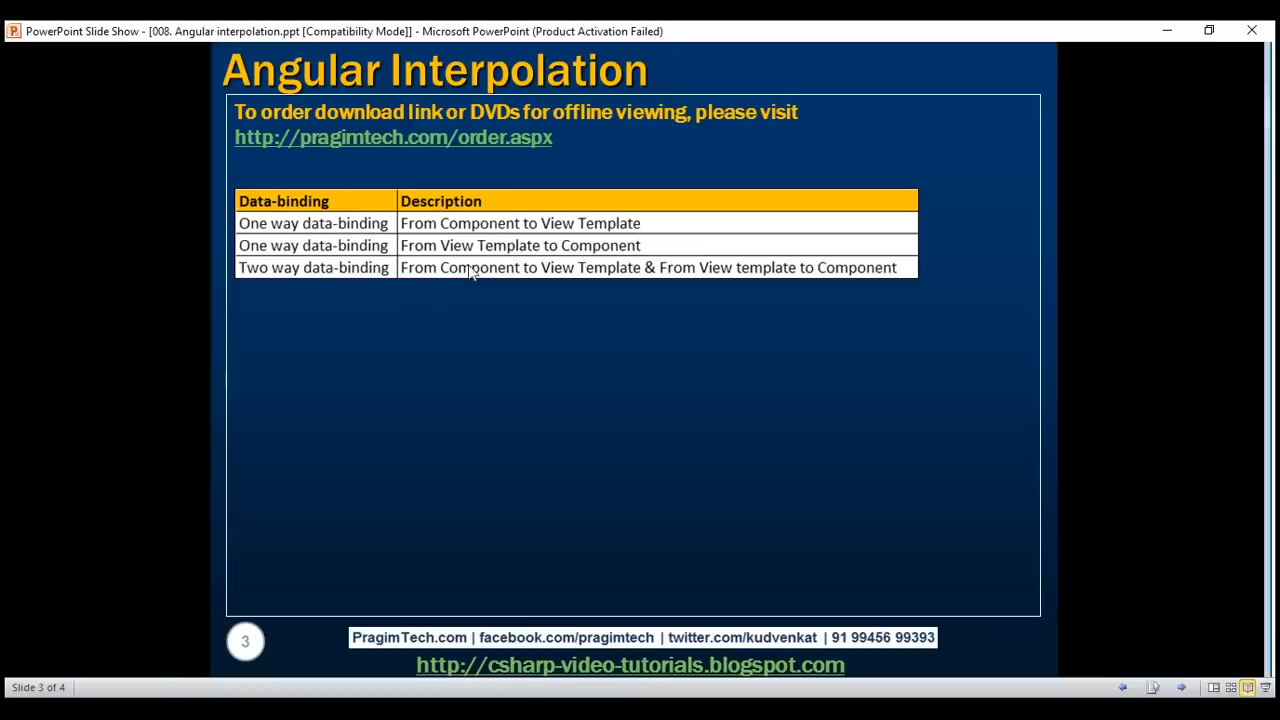 PowerPoint Slide Show - [008. Angular interpolation.ppt [Compatibility Mode]] - Microsoft PowerPoint (Product Activation Failed)
Angular Interpolation
To order download link or DVDs for offline viewing, please visit
http://pragimtech.com/order.aspx
Data-binding Description
One way data-binding From Component to View Template
One way data-binding From View Template to Component
Two way data-binding From Component to View Template & From View template to Component
3
PragimTech.com | facebook.com/pragimtech | twitter.com/kudvenkat | 91 99456 99393
http://csharp-video-tutorials.blogspot.com
Slide 3 of 4